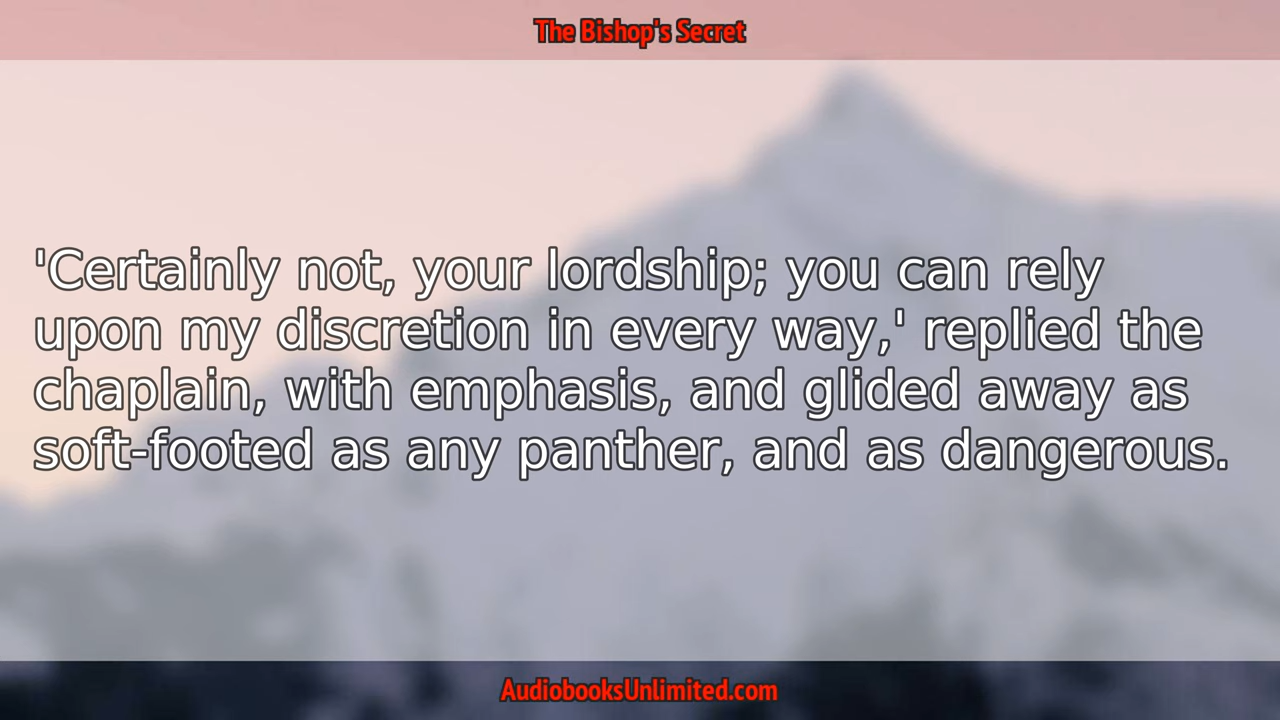 The Bishop's Secret
'Certainly not, your lordship; you can rely
upon my discretion in every way,' replied the
chaplain, with emphasis, and glided away as
soft-footed as any panther, and as dangerous.
AudiobooksUnlimited.com